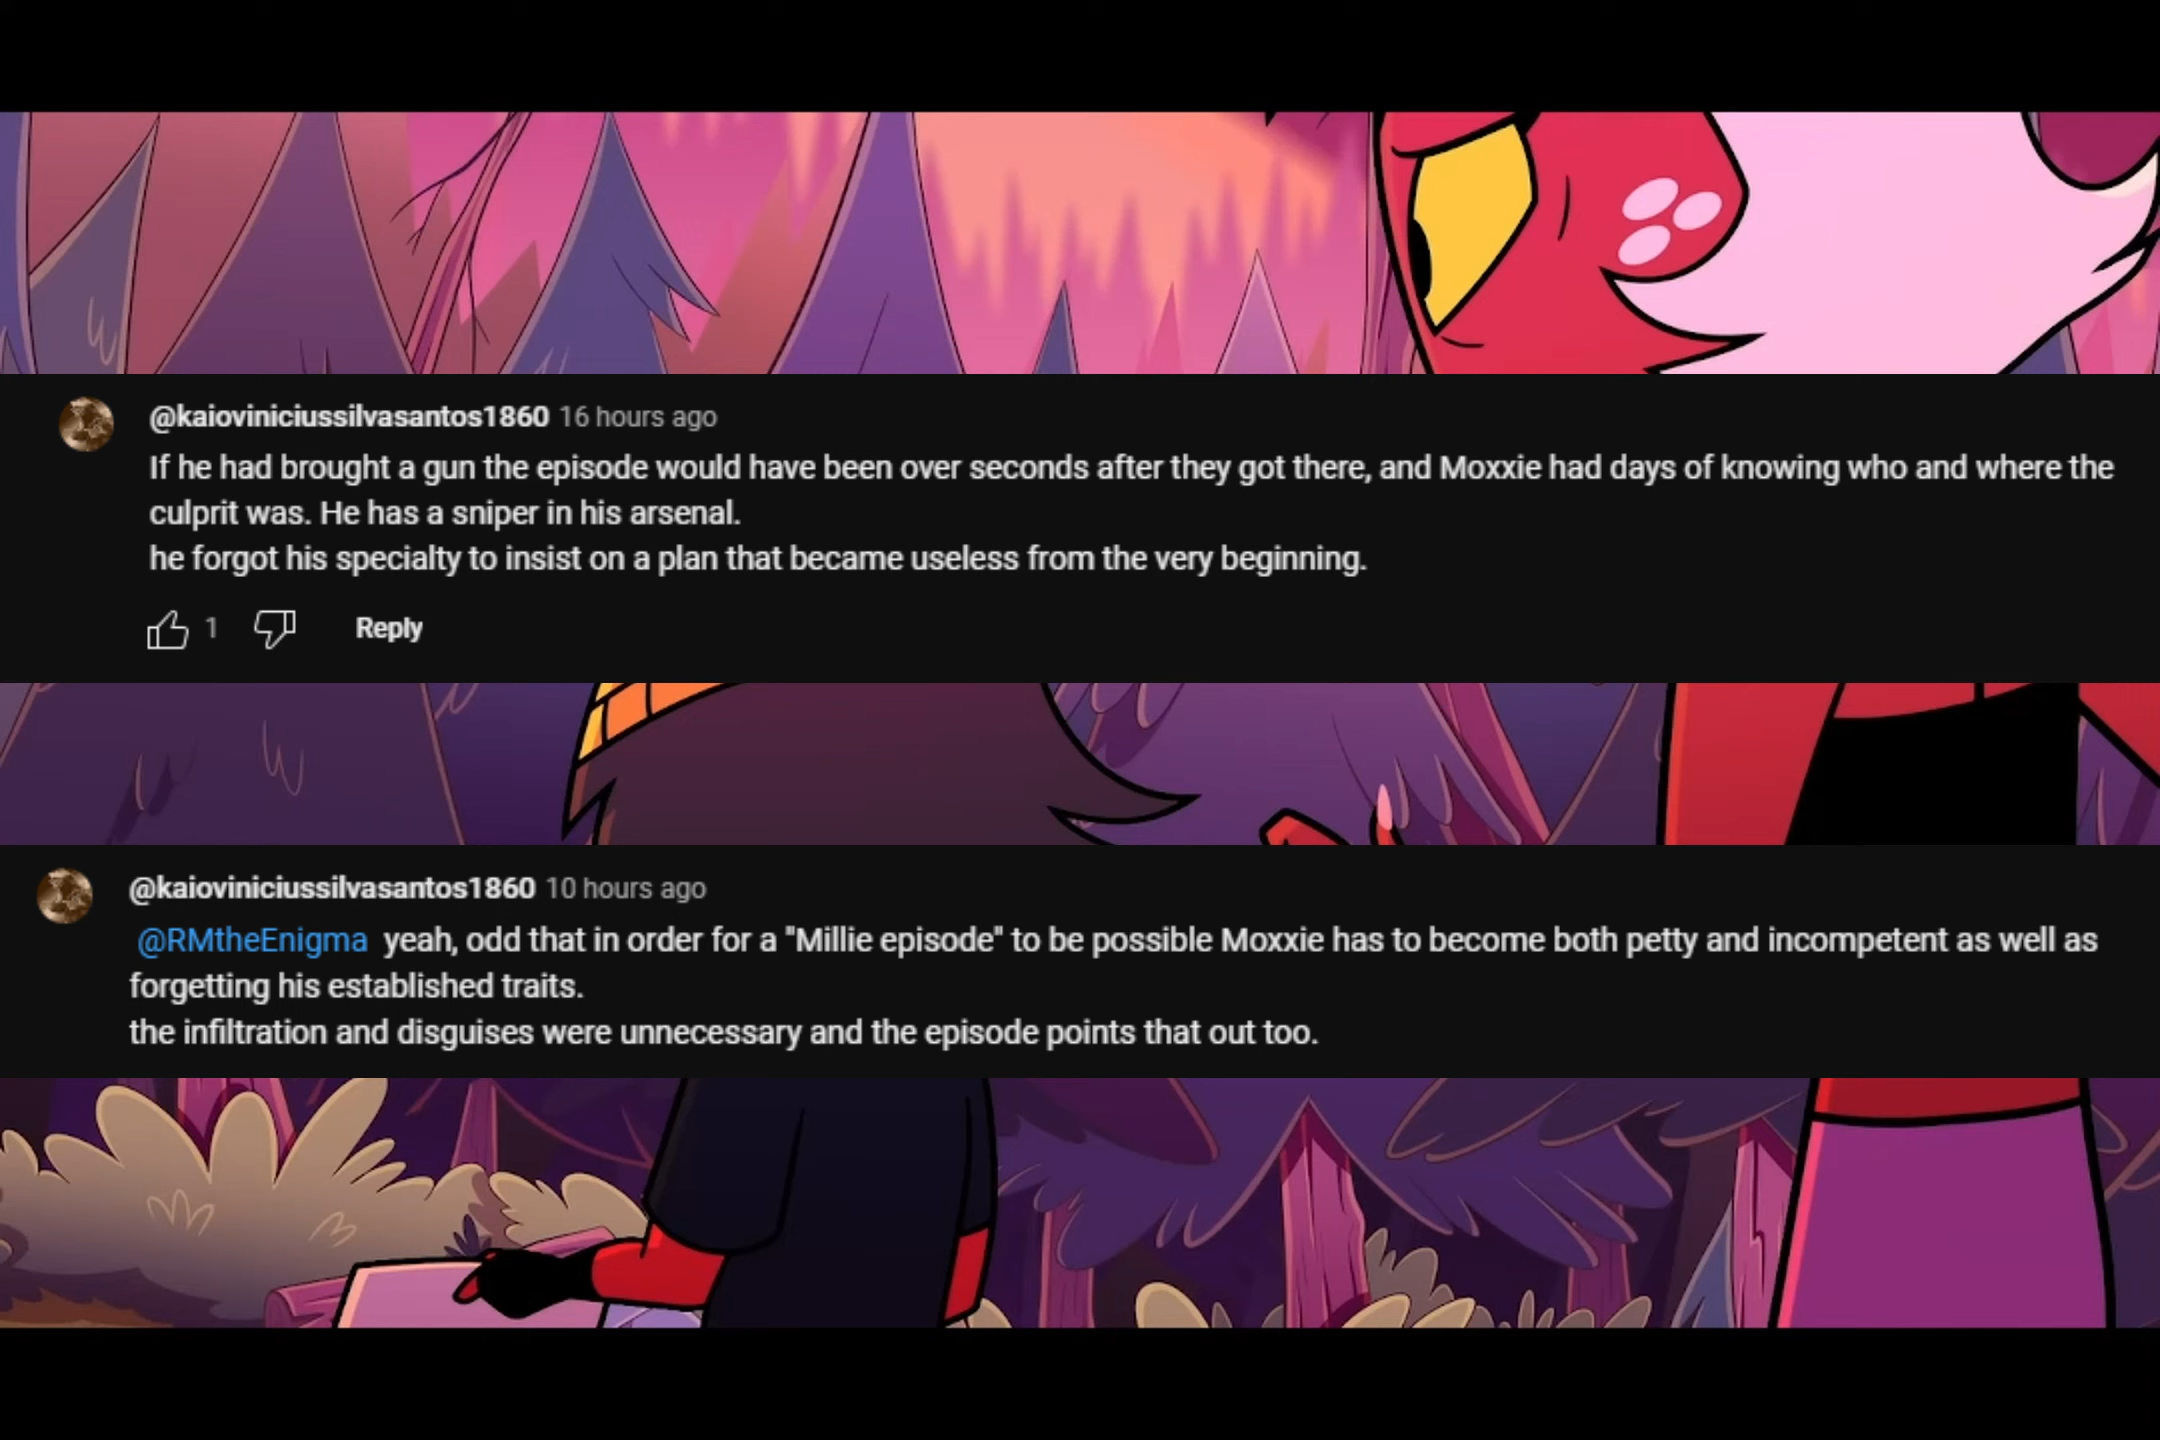 @kaioviniciussilvasantos1860 16 hours ago
If he had brought a gun the episode would have been over seconds after they got there, and Moxxie had days of knowing who and where the
culprit was. He has a sniper in his arsenal.
he forgot his specialty to insist on a plan that became useless from the very beginning.
1 Reply
@kaioviniciussilvasantos1860 10 hours ago
@RMtheEnigma yeah, odd that in order for a "Millie episode" to be possible Moxxie has to become both petty and incompetent as well as
forgetting his established traits.
the infiltration and disguises were unnecessary and the episode points that out too.